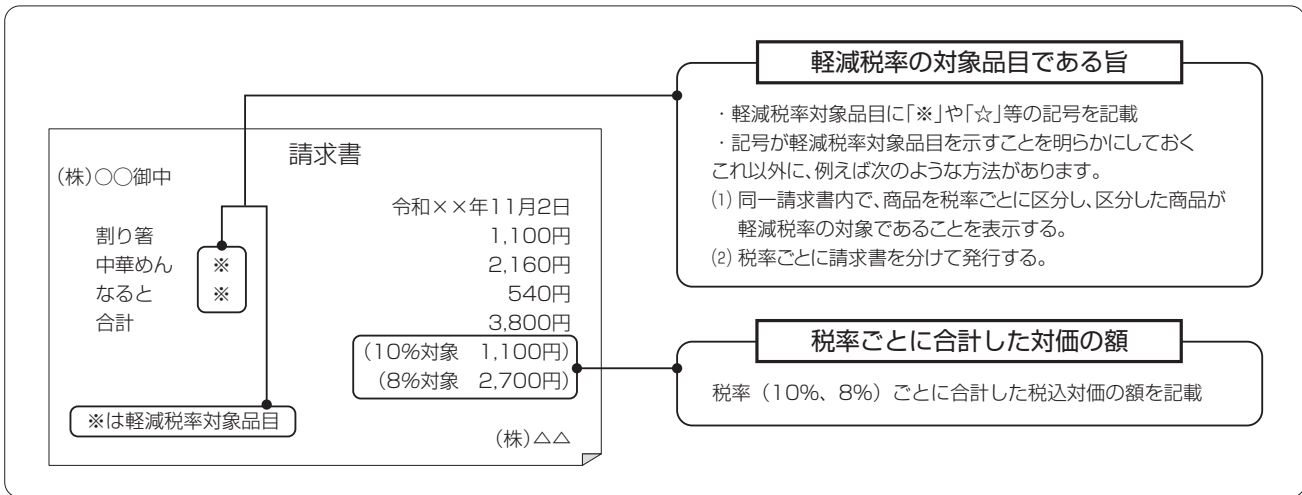 請求書
(株)○○御中
令和××年11月2日
割り箸 1,100円
中華めん ※ 2,160円
なると ※ 540円
合計 3,800円
(10%対象 1,100円)
(8%対象 2,700円)
※は軽減税率対象品目
(株)△△
軽減税率の対象品目である旨
・軽減税率対象品目に「※」や「☆」等の記号を記載
・記号が軽減税率対象品目を示すことを明らかにしておく
これ以外に、例えば次のような方法があります。
⑴ 同一請求書内で、商品を税率ごとに区分し、区分した商品が
軽減税率の対象であることを表示する。
⑵ 税率ごとに請求書を分けて発行する。
税率ごとに合計した対価の額
税率（10%、8%）ごとに合計した税込対価の額を記載